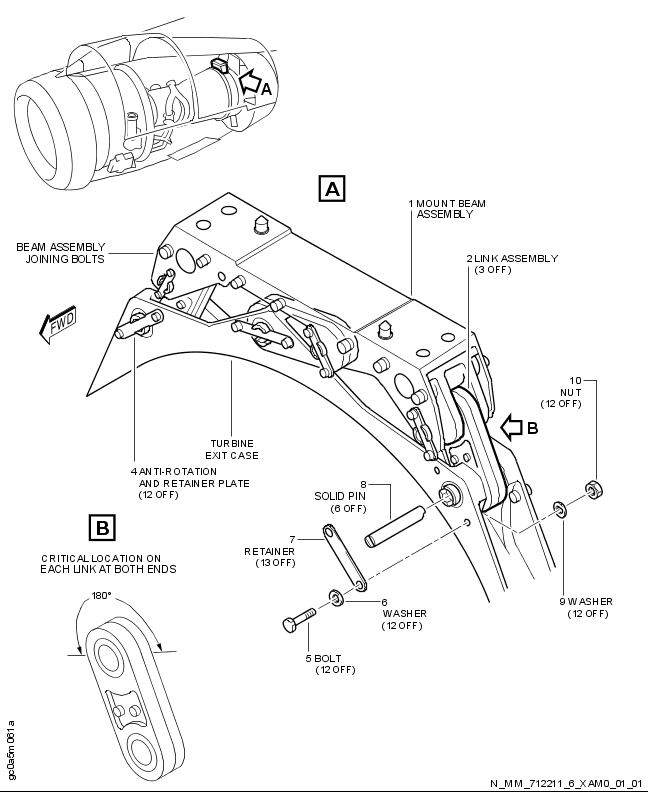 A
A
1 MOUNT BEAM
ASSEMBLY
BEAM ASSEMBLY
JOINING BOLTS
2 LINK ASSEMBLY
(3 OFF)
FWD
10
NUT
(12 OFF)
B
TURBINE
EXIT CASE
4 ANTI-ROTATION
AND RETAINER PLATE
(12 OFF)
8
SOLID PIN
(6 OFF)
B
7
RETAINER
(13 OFF)
CRITICAL LOCATION ON
EACH LINK AT BOTH ENDS
180°
6
WASHER
(12 OFF)
9 WASHER
(12 OFF)
5 BOLT
(12 OFF)
gc0a5m061a
N_MM_712211_6_XAM0_01_01